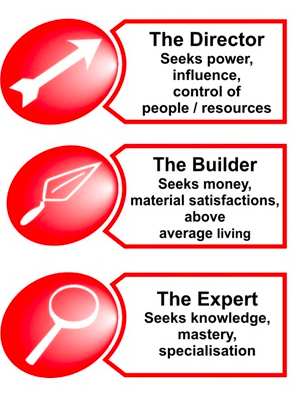 The Director
Seeks power,
influence,
control of
people / resources
The Builder
Seeks money,
material satisfactions,
above
average living
The Expert
Seeks knowledge,
mastery,
specialisation